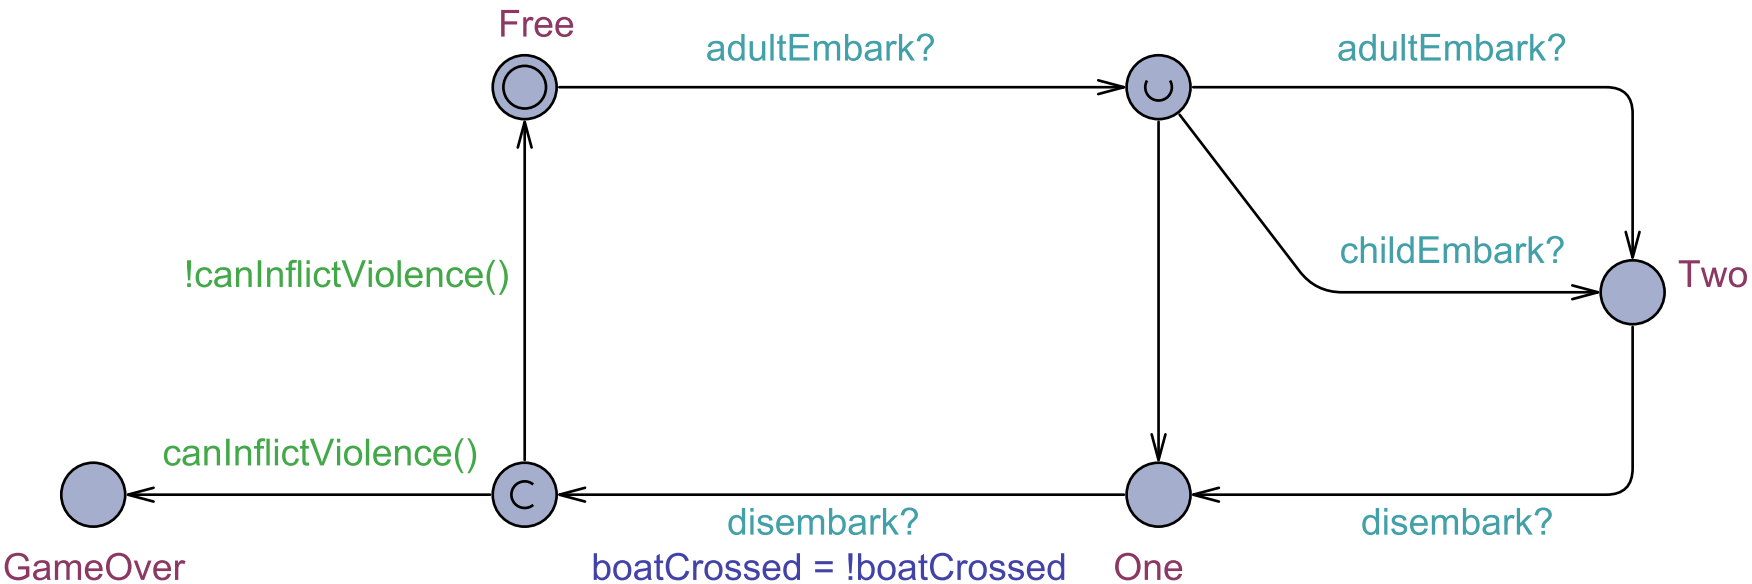 Free
adultEmbark?
adultEmbark?
childEmbark?
!canInflictViolence()
Two
canInflictViolence()
disembark?
disembark?
GameOver
boatCrossed = !boatCrossed
One